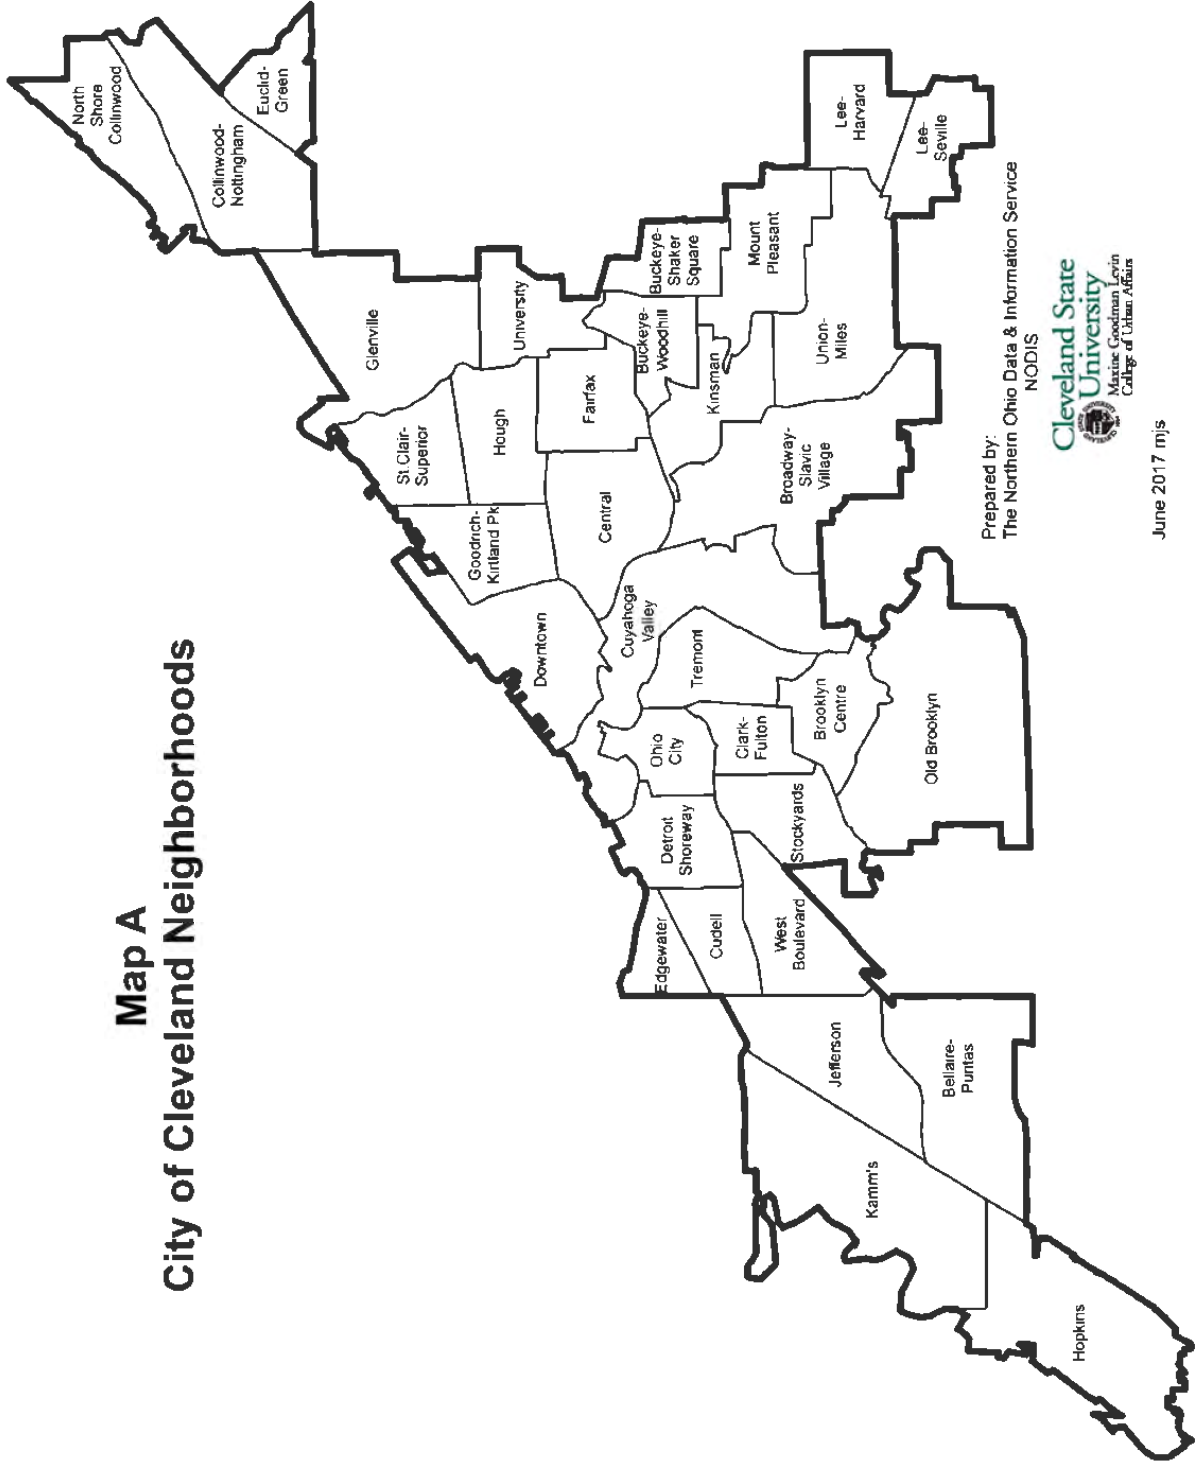 Map A
City of Cleveland Neighborhoods
North
Shore
Collinwood
Euclid-
Green
Collinwood-
Nottingham
Glenville
St.Clair-
Superior
Hough
University
Goodrich-
Kirtland Pk
Fairfax
Central
Buckeye-
Shaker
Square
Buckeye-
Woodhill
Mount
Pleasant
Lee-
Harvard
Lee-
Seville
Kinsman
Union-
Miles
Broadway-
Slavic
Village
Downtown
Cuyahoga
Valley
Tremont
Ohio
City
Clark-
Fulton
Brooklyn
Centre
Old Brooklyn
Detroit
Shoreway
Stockyards
Edgewater
Cudell
West
Boulevard
Jefferson
Bellaire-
Puritas
Kamm's
Hopkins
Prepared by:
The Northern Ohio Data & Information Service
NODIS
Cleveland State
University
Maxine Goodman Levin
College of Urban Affairs
June 2017 mjs